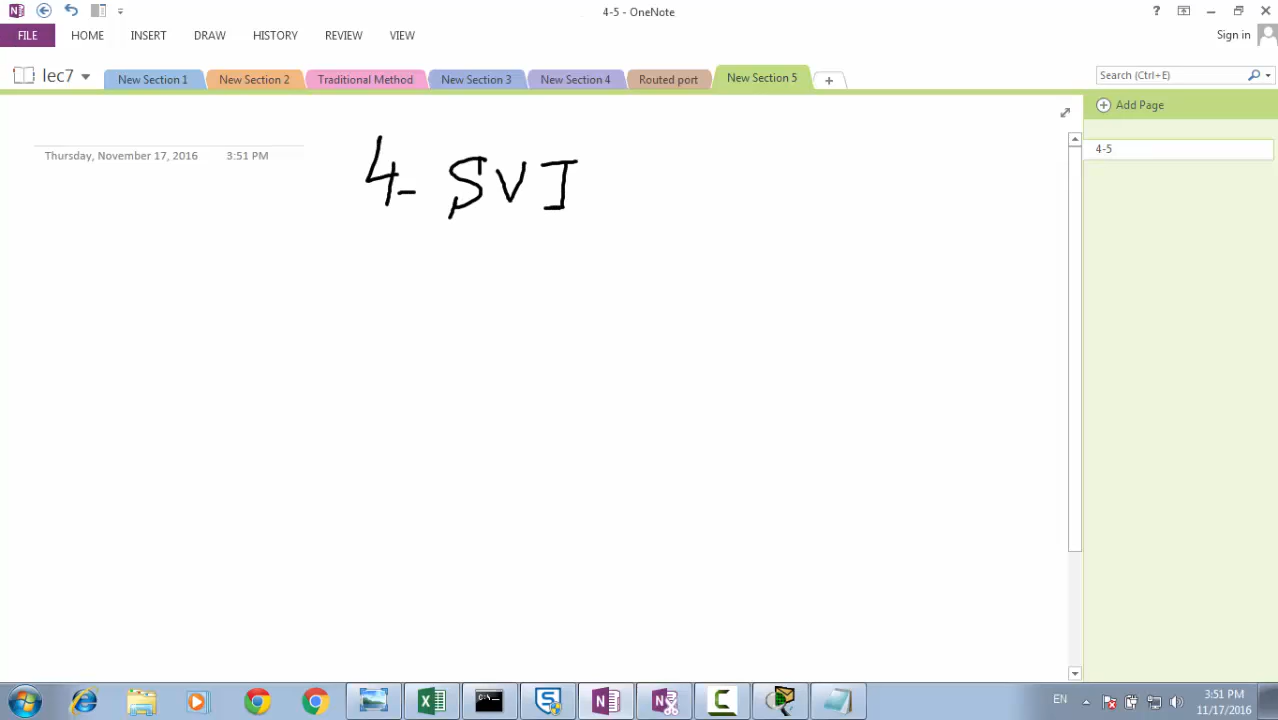 4-5 - OneNote
?
FILE HOME INSERT DRAW HISTORY REVIEW VIEW
Sign in
lec7
New Section 1 New Section 2 Traditional Method New Section 3 New Section 4 Routed port New Section 5
Search (Ctrl+E)
Add Page
4-5
Thursday, November 17, 2016 3:51 PM
4- SVI
EN
3:51 PM
11/17/2016